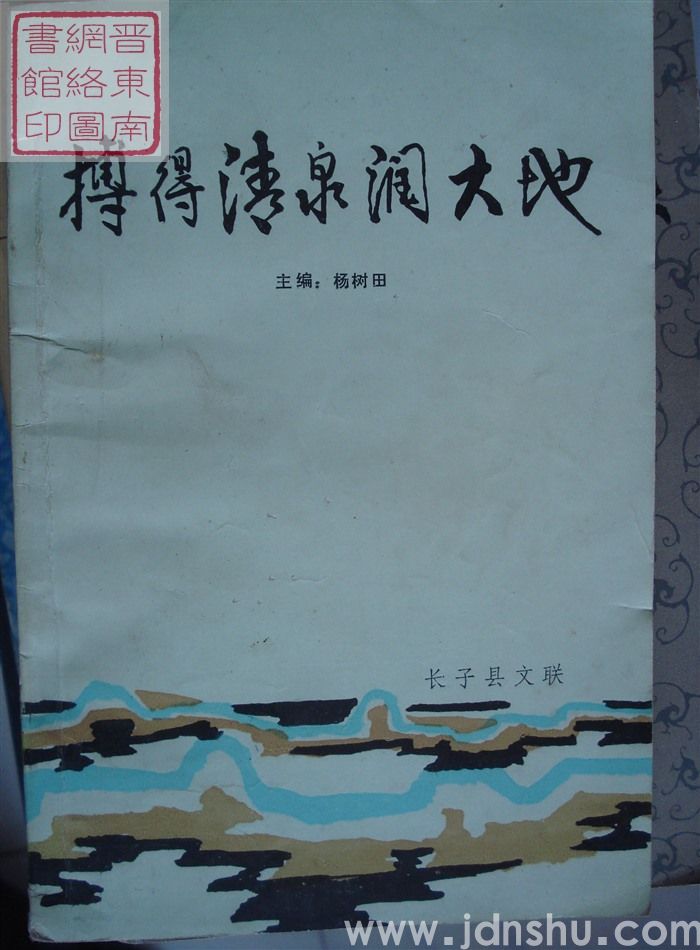 晋東南
網絡圖
書館印
搏得清泉润大地
主编：杨树田
长子县文联
www.jdnshu.com